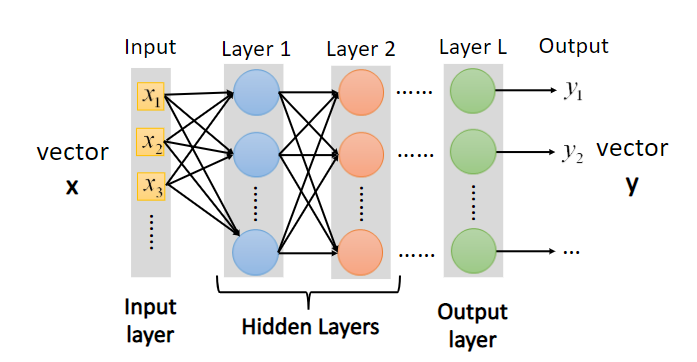 Input Layer 1 Layer 2 Layer L Output
x₁ ...... y₁
x₂ ...... y₂
vector x vector y
x₃
...... ...... ...... ......
...... ...
Input layer
Hidden Layers
Output layer